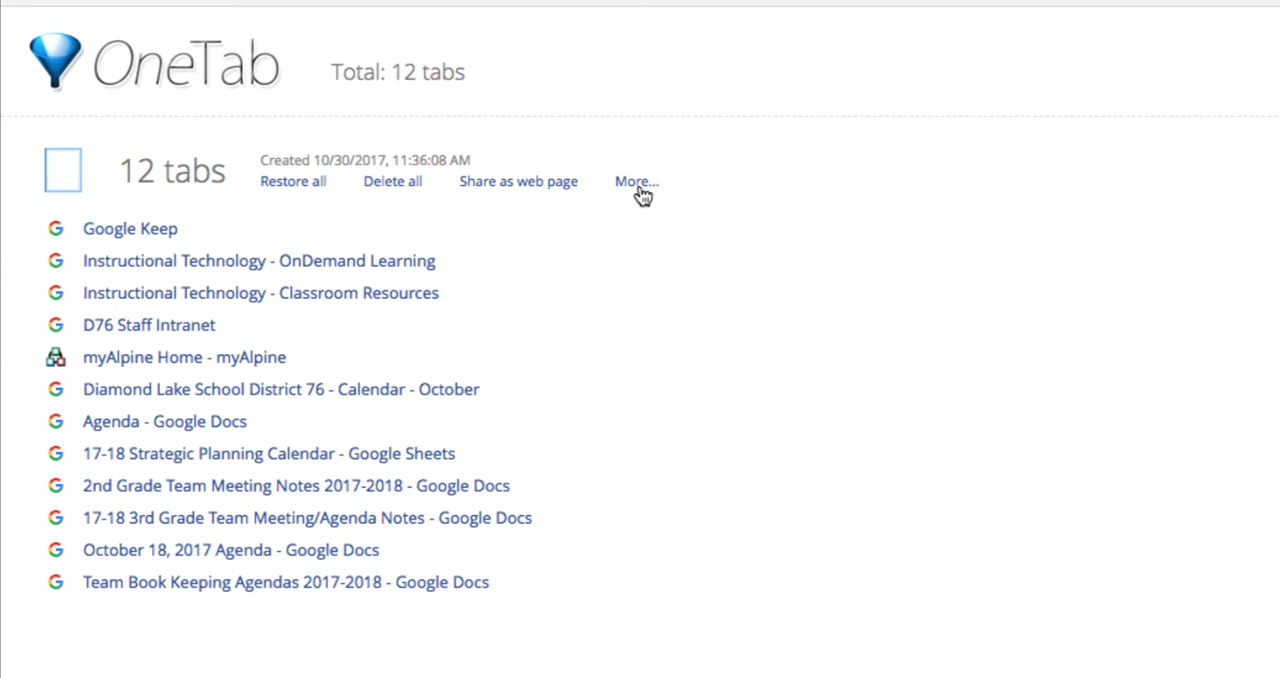 OneTab
Total: 12 tabs
12 tabs
Created 10/30/2017, 11:36:08 AM
Restore all
Delete all
Share as web page
More...
Google Keep
Instructional Technology - OnDemand Learning
Instructional Technology - Classroom Resources
D76 Staff Intranet
myAlpine Home - myAlpine
Diamond Lake School District 76 - Calendar - October
Agenda - Google Docs
17-18 Strategic Planning Calendar - Google Sheets
2nd Grade Team Meeting Notes 2017-2018 - Google Docs
17-18 3rd Grade Team Meeting/Agenda Notes - Google Docs
October 18, 2017 Agenda - Google Docs
Team Book Keeping Agendas 2017-2018 - Google Docs